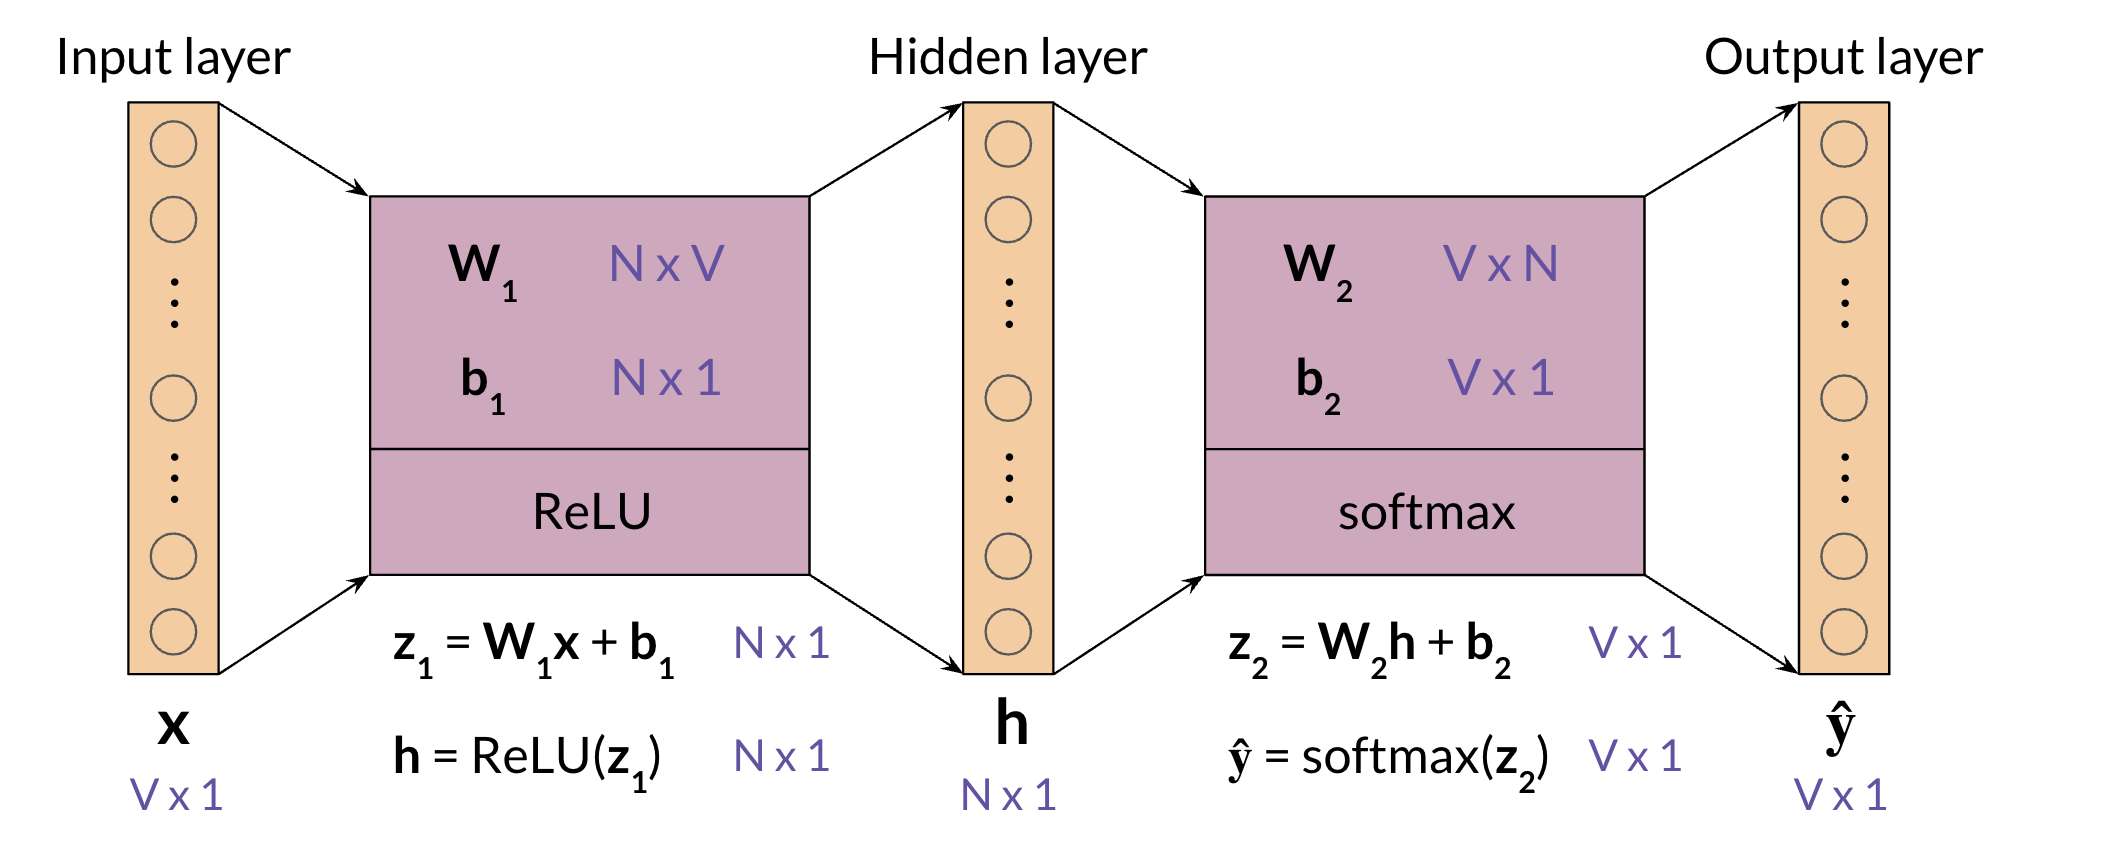 Input layer
Hidden layer
Output layer
W₁ N x V
b₁ N x 1
ReLU
W₂ V x N
b₂ V x 1
softmax
z₁ = W₁x + b₁ N x 1
h = ReLU(z₁) N x 1
z₂ = W₂h + b₂ V x 1
ŷ = softmax(z₂) V x 1
x
V x 1
h
N x 1
ŷ
V x 1